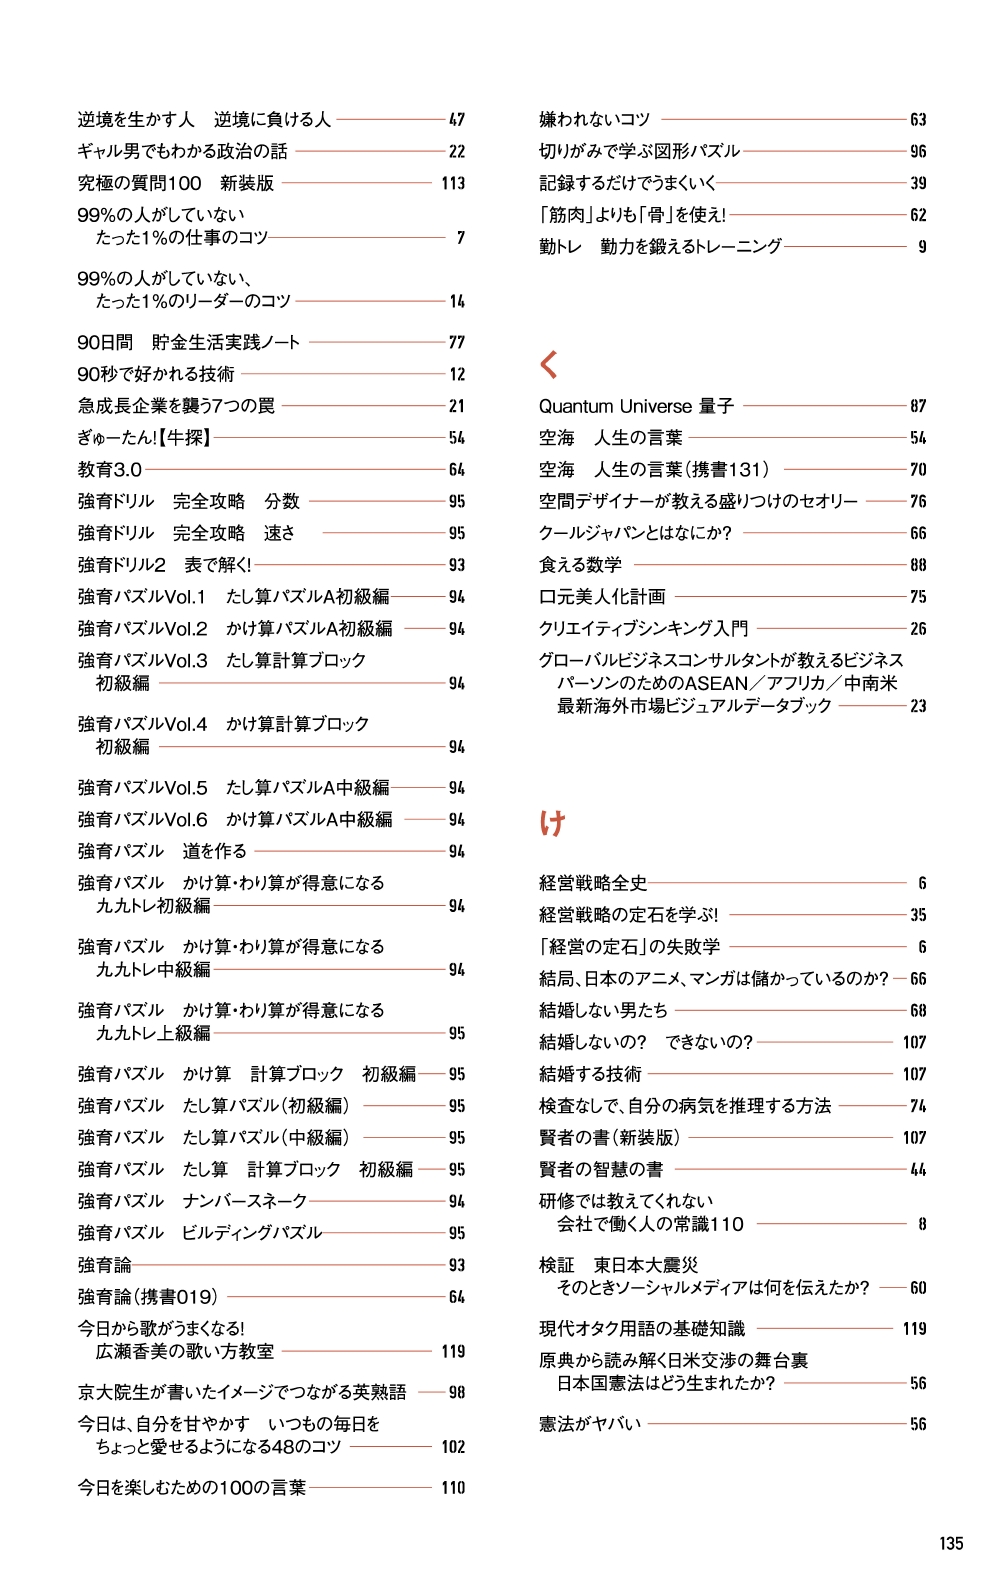 逆境を生かす人　逆境に負ける人 47
ギャル男でもわかる政治の話 22
究極の質問100　新装版 113
99%の人がしていない
たった1%の仕事のコツ 7
99%の人がしていない、
たった1%のリーダーのコツ 14
90日間　貯金生活実践ノート 77
90秒で好かれる技術 12
急成長企業を襲う7つの罠 21
ぎゅーたん!【牛探】 54
教育3.0 64
強育ドリル　完全攻略　分数 95
強育ドリル　完全攻略　速さ 95
強育ドリル2　表で解く! 93
強育パズルVol.1　たし算パズルA初級編 94
強育パズルVol.2　かけ算パズルA初級編 94
強育パズルVol.3　たし算計算ブロック
初級編 94
強育パズルVol.4　かけ算計算ブロック
初級編 94
強育パズルVol.5　たし算パズルA中級編 94
強育パズルVol.6　かけ算パズルA中級編 94
強育パズル　道を作る 94
強育パズル　かけ算・わり算が得意になる
九九トレ初級編 94
強育パズル　かけ算・わり算が得意になる
九九トレ中級編 94
強育パズル　かけ算・わり算が得意になる
九九トレ上級編 95
強育パズル　かけ算　計算ブロック　初級編 95
強育パズル　たし算パズル（初級編） 95
強育パズル　たし算パズル（中級編） 95
強育パズル　たし算　計算ブロック　初級編 95
強育パズル　ナンバースネーク 94
強育パズル　ビルディングパズル 95
強育論 93
強育論（携書019） 64
今日から歌がうまくなる!
広瀬香美の歌い方教室 119
京大院生が書いたイメージでつながる英熟語 98
今日は、自分を甘やかす　いつもの毎日を
ちょっと愛せるようになる48のコツ 102
今日を楽しむための100の言葉 110
嫌われないコツ 63
切りがみで学ぶ図形パズル 96
記録するだけでうまくいく 39
「筋肉」よりも「骨」を使え! 62
勤トレ　勤力を鍛えるトレーニング 9
く
Quantum Universe 量子 87
空海　人生の言葉 54
空海　人生の言葉（携書131） 70
空間デザイナーが教える盛りつけのセオリー 76
クールジャパンとはなにか? 66
食える数学 88
口元美人化計画 75
クリエイティブシンキング入門 26
グローバルビジネスコンサルタントが教えるビジネス
パーソンのためのASEAN／アフリカ／中南米
最新海外市場ビジュアルデータブック 23
け
経営戦略全史 6
経営戦略の定石を学ぶ! 35
「経営の定石」の失敗学 6
結局、日本のアニメ、マンガは儲かっているのか? 66
結婚しない男たち 68
結婚しないの?　できないの? 107
結婚する技術 107
検査なしで、自分の病気を推理する方法 74
賢者の書（新装版） 107
賢者の智慧の書 44
研修では教えてくれない
会社で働く人の常識110 8
検証　東日本大震災
そのときソーシャルメディアは何を伝えたか? 60
現代オタク用語の基礎知識 119
原典から読み解く日米交渉の舞台裏
日本国憲法はどう生まれたか? 56
憲法がヤバい 56
135